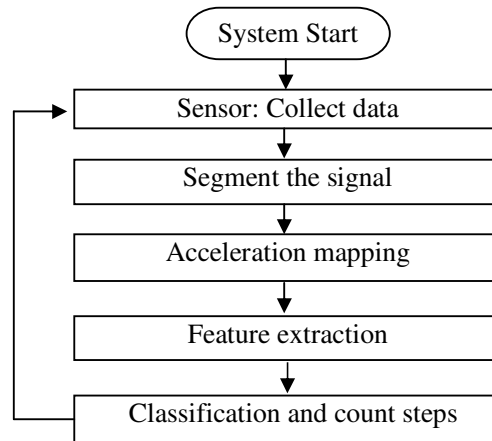 System Start
Sensor: Collect data
Segment the signal
Acceleration mapping
Feature extraction
Classification and count steps